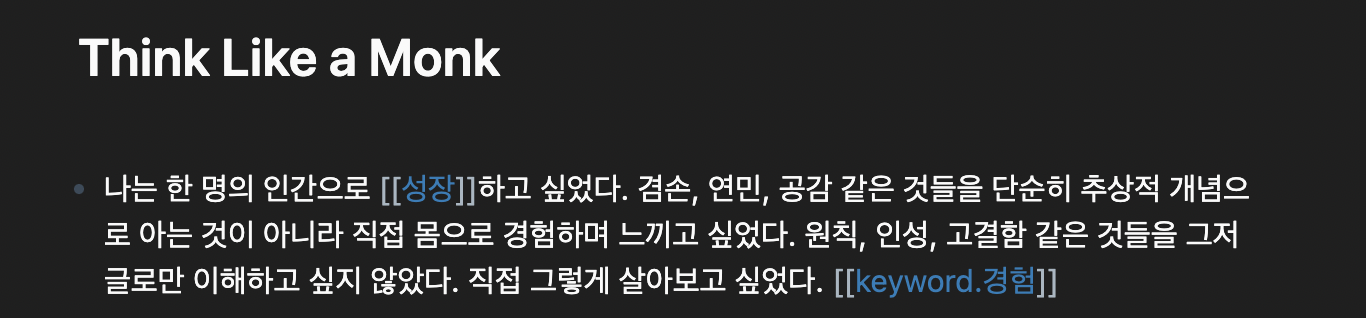 Think Like a Monk
나는 한 명의 인간으로 [[성장]]하고 싶었다. 겸손, 연민, 공감 같은 것들을 단순히 추상적 개념으
로 아는 것이 아니라 직접 몸으로 경험하며 느끼고 싶었다. 원칙, 인성, 고결함 같은 것들을 그저
글로만 이해하고 싶지 않았다. 직접 그렇게 살아보고 싶었다. [[keyword.경험]]